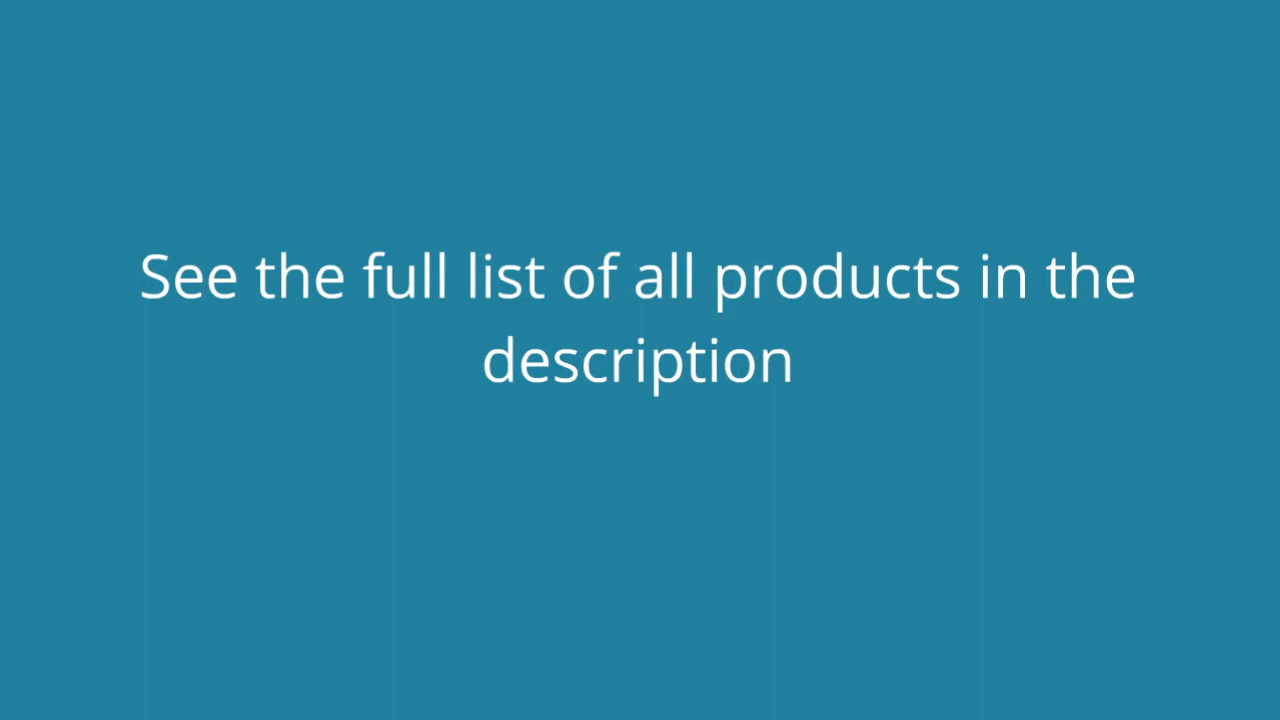 See the full list of all products in the
description